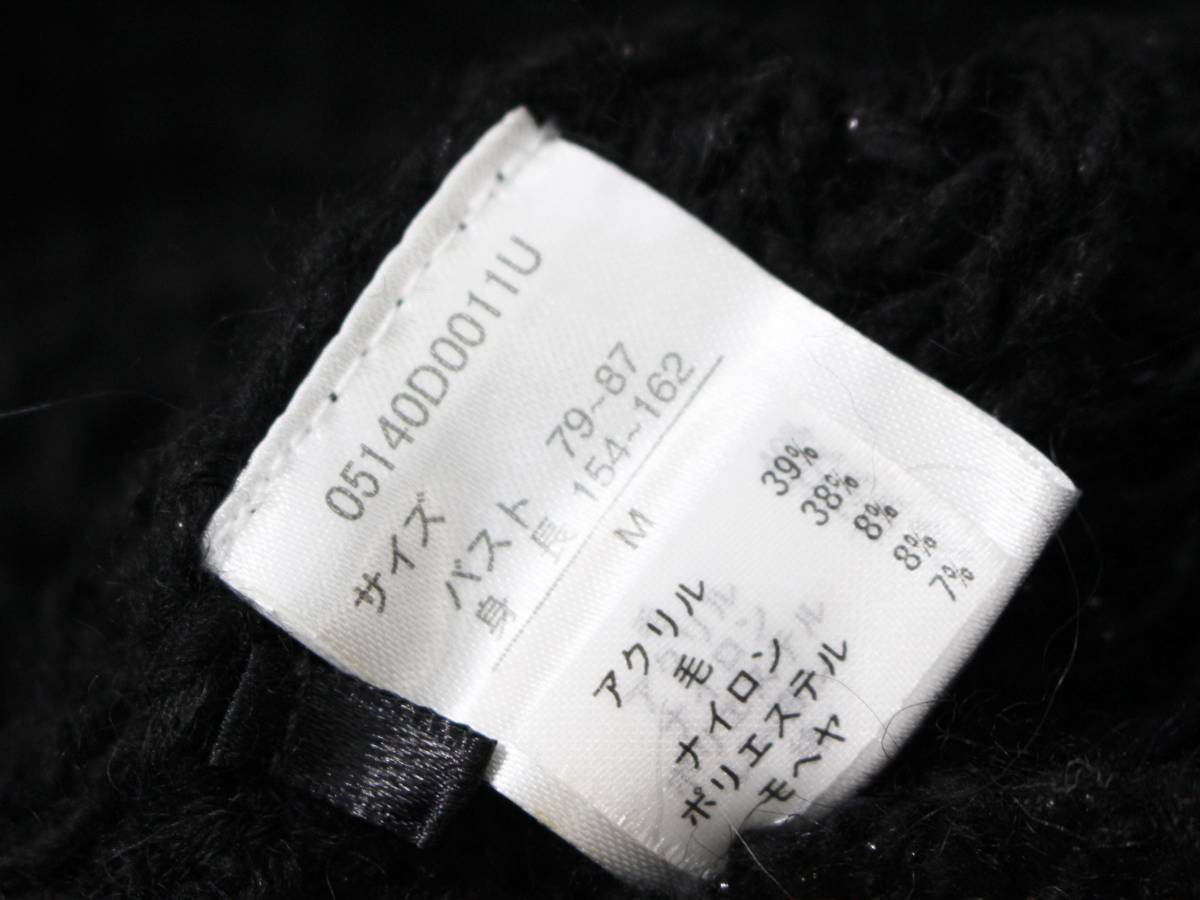 05140D0011U
サイズ
バスト 79~87
身 長 154~162
M
アクリル 39%
毛 38%
ナイロン 8%
ポリエステル 8%
モヘヤ 7%